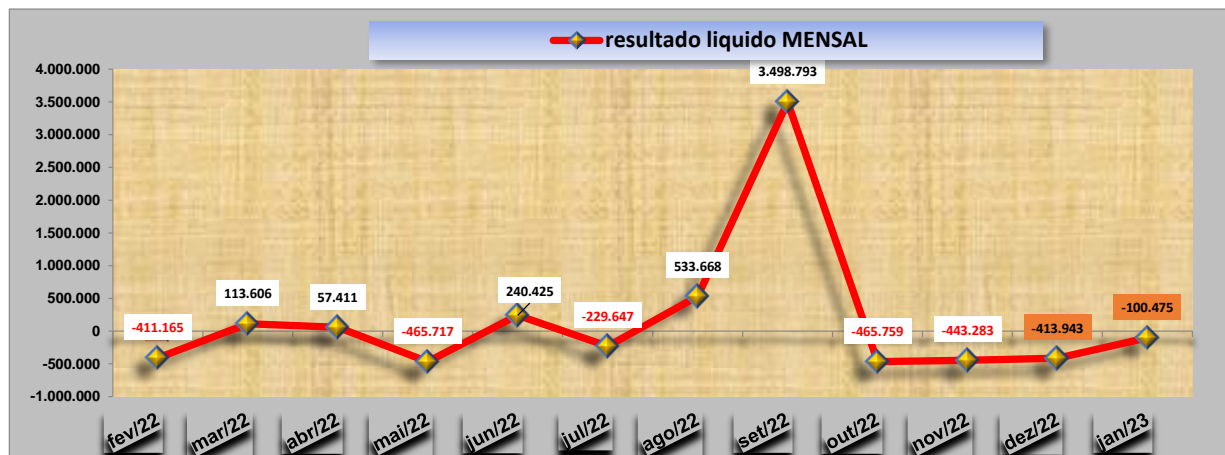 resultado liquido MENSAL
4.000.000
3.500.000
3.000.000
2.500.000
2.000.000
1.500.000
1.000.000
500.000
0
-500.000
-1.000.000
-411.165
113.606
57.411
-465.717
240.425
-229.647
533.668
3.498.793
-465.759
-443.283
-413.943
-100.475
fev/22
mar/22
abr/22
mai/22
jun/22
jul/22
ago/22
set/22
out/22
nov/22
dez/22
jan/23